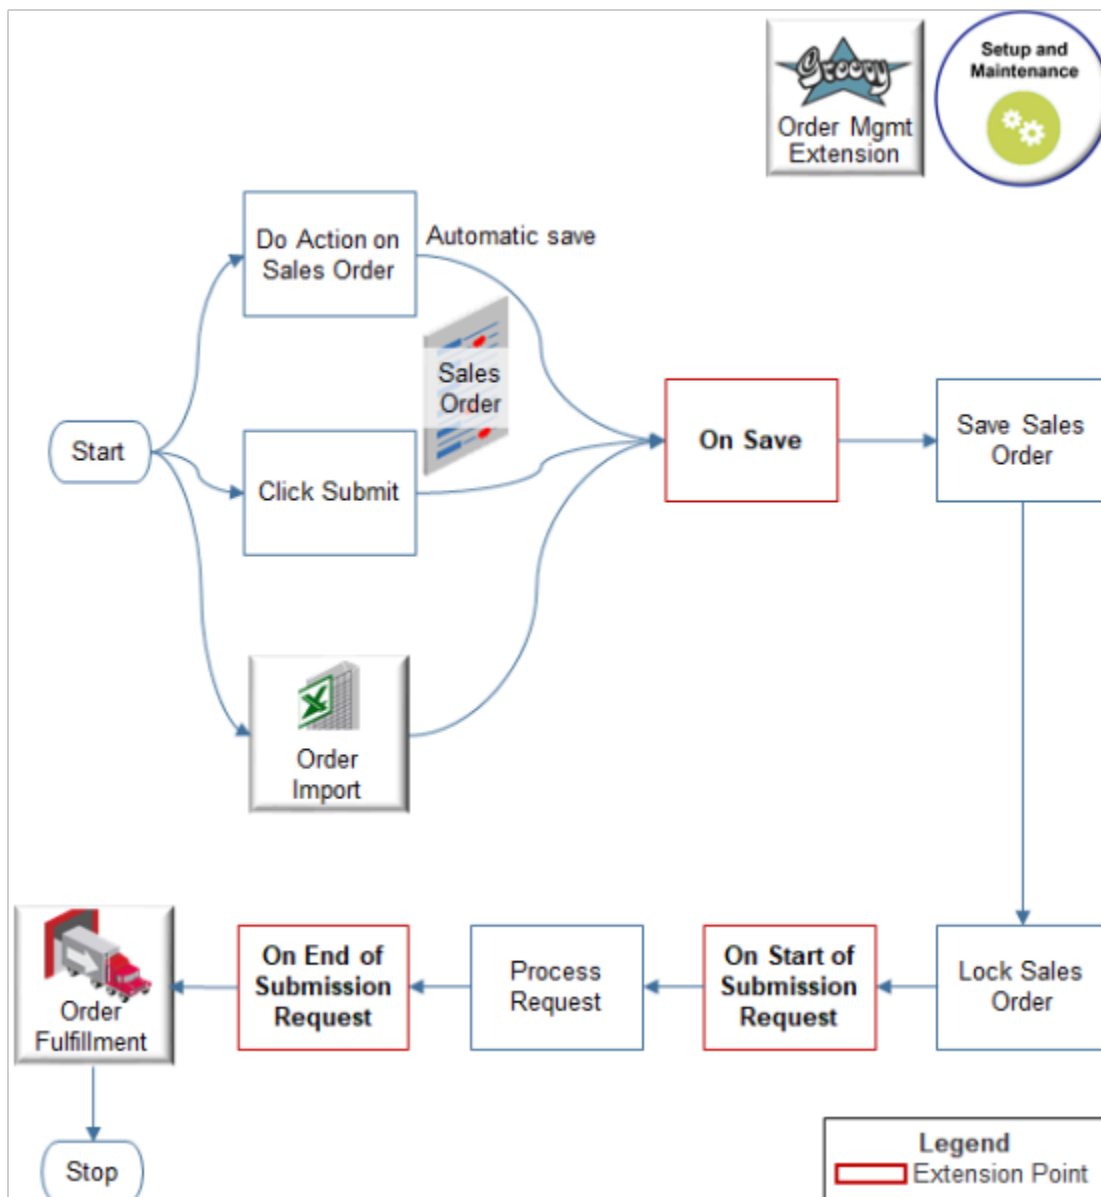 Groovy
Order Mgmt
Extension
Setup and
Maintenance
Do Action on
Sales Order
Automatic save
Sales
Order
Start
Click Submit
On Save
Save Sales
Order
Order
Import
Order
Fulfillment
On End of
Submission
Request
Process
Request
On Start of
Submission
Request
Lock Sales
Order
Stop
Legend
Extension Point